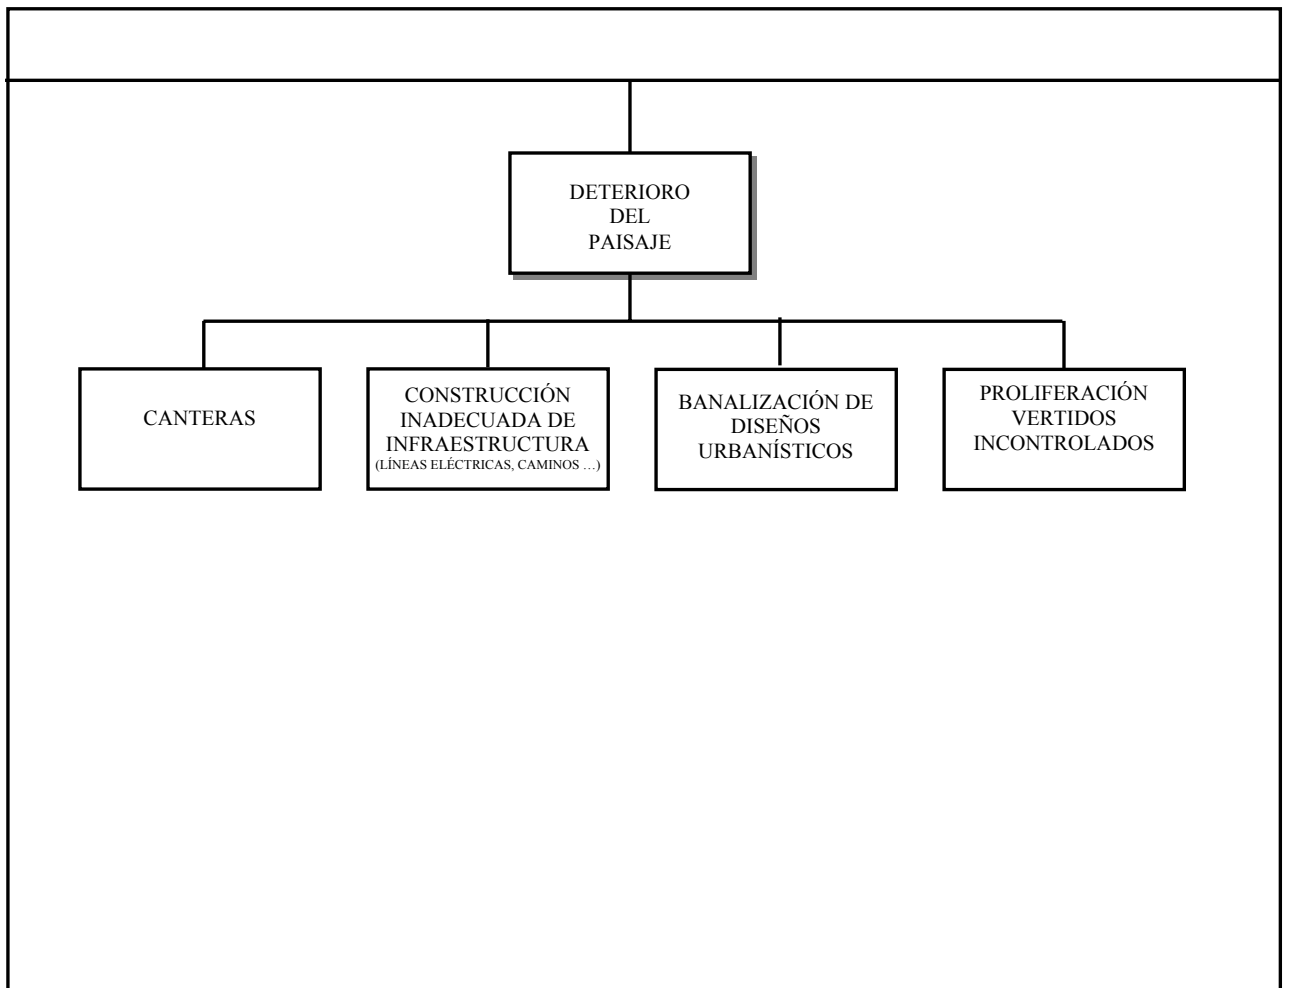 DETERIORO
DEL
PAISAJE
CANTERAS
CONSTRUCCIÓN
INADECUADA DE
INFRAESTRUCTURA
(LÍNEAS ELÉCTRICAS, CAMINOS …)
BANALIZACIÓN DE
DISEÑOS
URBANÍSTICOS
PROLIFERACIÓN
VERTIDOS
INCONTROLADOS